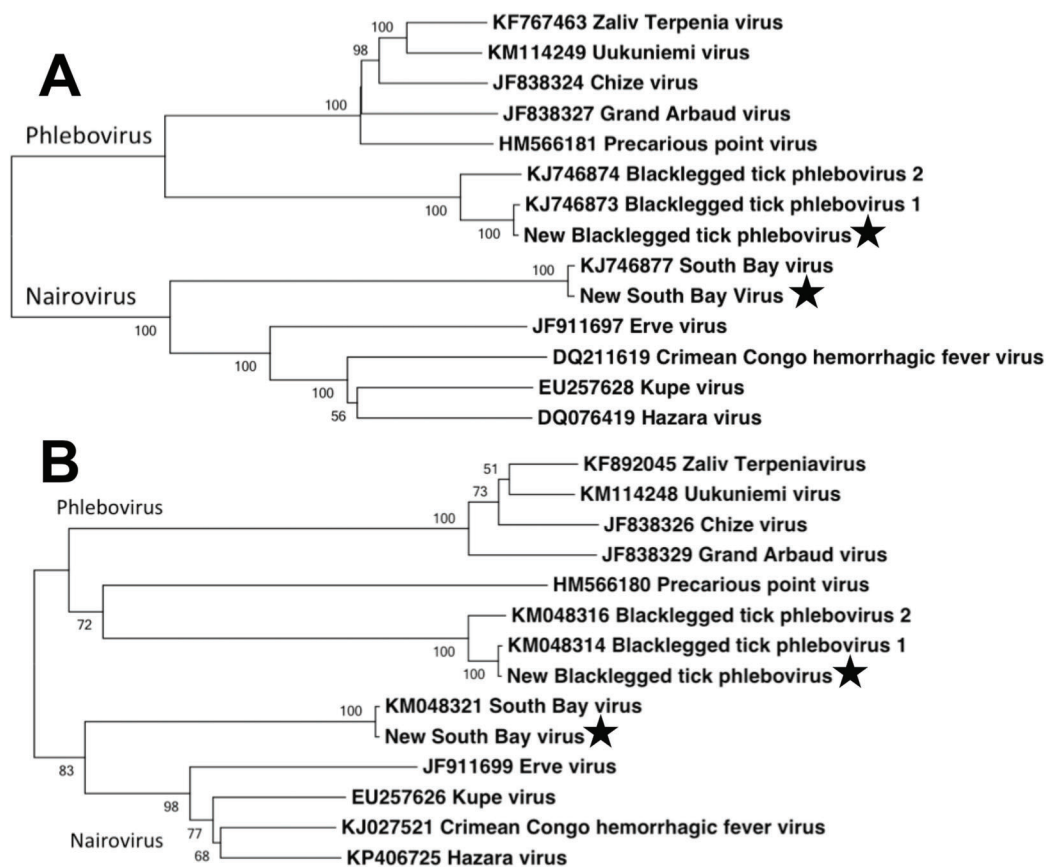 A
Phlebovirus
Nairovirus
100
98
100
KF767463 Zaliv Terpenia virus
KM114249 Uukuniemi virus
JF838324 Chize virus
JF838327 Grand Arbaud virus
HM566181 Precarious point virus
KJ746874 Blacklegged tick phlebovirus 2
100
KJ746873 Blacklegged tick phlebovirus 1
100
New Blacklegged tick phlebovirus
100
KJ746877 South Bay virus
New South Bay Virus
100
JF911697 Erve virus
100
DQ211619 Crimean Congo hemorrhagic fever virus
100
EU257628 Kupe virus
56
DQ076419 Hazara virus
B
Phlebovirus
51
73
100
KF892045 Zaliv Terpeniavirus
KM114248 Uukuniemi virus
JF838326 Chize virus
JF838329 Grand Arbaud virus
HM566180 Precarious point virus
72
KM048316 Blacklegged tick phlebovirus 2
100
KM048314 Blacklegged tick phlebovirus 1
100
New Blacklegged tick phlebovirus
100
KM048321 South Bay virus
New South Bay virus
83
JF911699 Erve virus
98
EU257626 Kupe virus
77
KJ027521 Crimean Congo hemorrhagic fever virus
Nairovirus
68
KP406725 Hazara virus